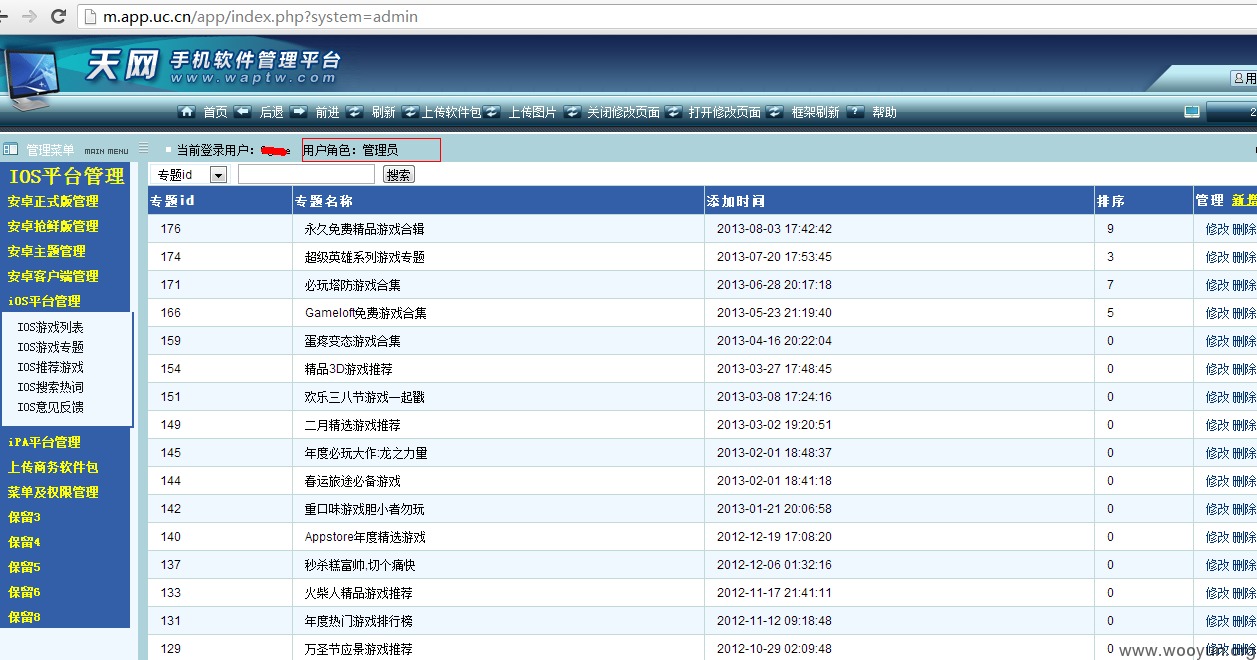 m.app.uc.cn/app/index.php?system=admin
天网 手机软件管理平台
www.waptw.com
用
首页 后退 前进 刷新 上传软件包 上传图片 关闭修改页面 打开修改页面 框架刷新 ? 帮助
2
管理菜单 MAIN MENU
当前登录用户: 用户角色：管理员
IOS平台管理
安卓正式版管理
安卓抢鲜版管理
安卓主题管理
安卓客户端管理
iOS平台管理
IOS游戏列表
IOS游戏专题
IOS推荐游戏
IOS搜索热词
IOS意见反馈
iPA平台管理
上传商务软件包
菜单及权限管理
保留3
保留4
保留5
保留6
保留8
专题id 搜索
专题id 专题名称 添加时间 排序 管理 新增
176 永久免费精品游戏合辑 2013-08-03 17:42:42 9 修改 删除
174 超级英雄系列游戏专题 2013-07-20 17:53:45 3 修改 删除
171 必玩塔防游戏合集 2013-06-28 20:17:18 7 修改 删除
166 Gameloft免费游戏合集 2013-05-23 21:19:40 5 修改 删除
159 蛋疼变态游戏合集 2013-04-16 20:22:04 0 修改 删除
154 精品3D游戏推荐 2013-03-27 17:48:45 0 修改 删除
151 欢乐三八节游戏一起戳 2013-03-08 17:24:16 0 修改 删除
149 二月精选游戏推荐 2013-03-02 19:20:51 0 修改 删除
145 年度必玩大作:龙之力量 2013-02-01 18:48:37 0 修改 删除
144 春运旅途必备游戏 2013-02-01 18:41:18 0 修改 删除
142 重口味游戏胆小者勿玩 2013-01-21 20:06:58 0 修改 删除
140 Appstore年度精选游戏 2012-12-19 17:08:20 0 修改 删除
137 秒杀糕富帅,切个痛快 2012-12-06 01:32:16 0 修改 删除
133 火柴人精品游戏推荐 2012-11-17 21:41:11 0 修改 删除
131 年度热门游戏排行榜 2012-11-12 09:18:48 0 修改 删除
129 万圣节应景游戏推荐 2012-10-29 02:09:48 0 修改 删除
www.wooyun.org